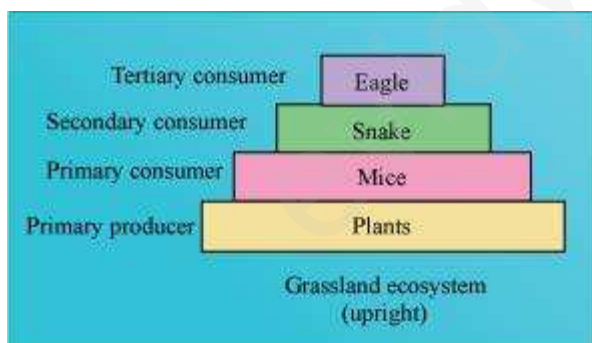 Tertiary consumer Eagle
Secondary consumer Snake
Primary consumer Mice
Primary producer Plants
Grassland ecosystem
(upright)